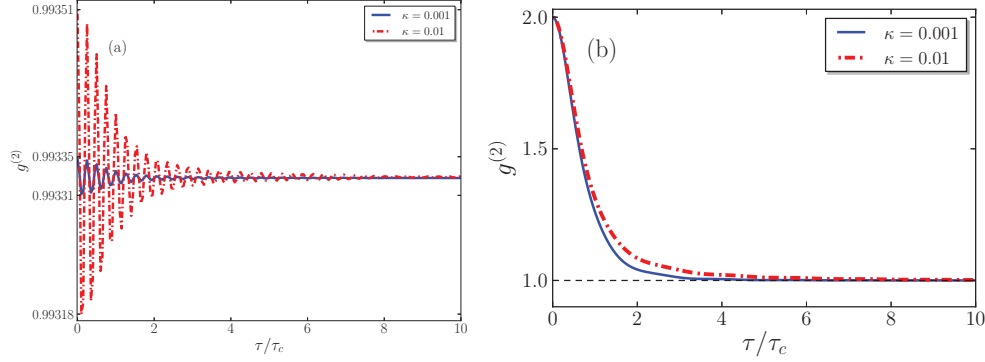 0.99351
(a)
κ = 0.001
κ = 0.01
0.99335
g^{(2)}
0.99331
0.99318
0 2 4 6 8 10
τ/τ_c
2.0
(b)
κ = 0.001
κ = 0.01
1.5
g^{(2)}
1.0
0 2 4 6 8 10
τ/τ_c